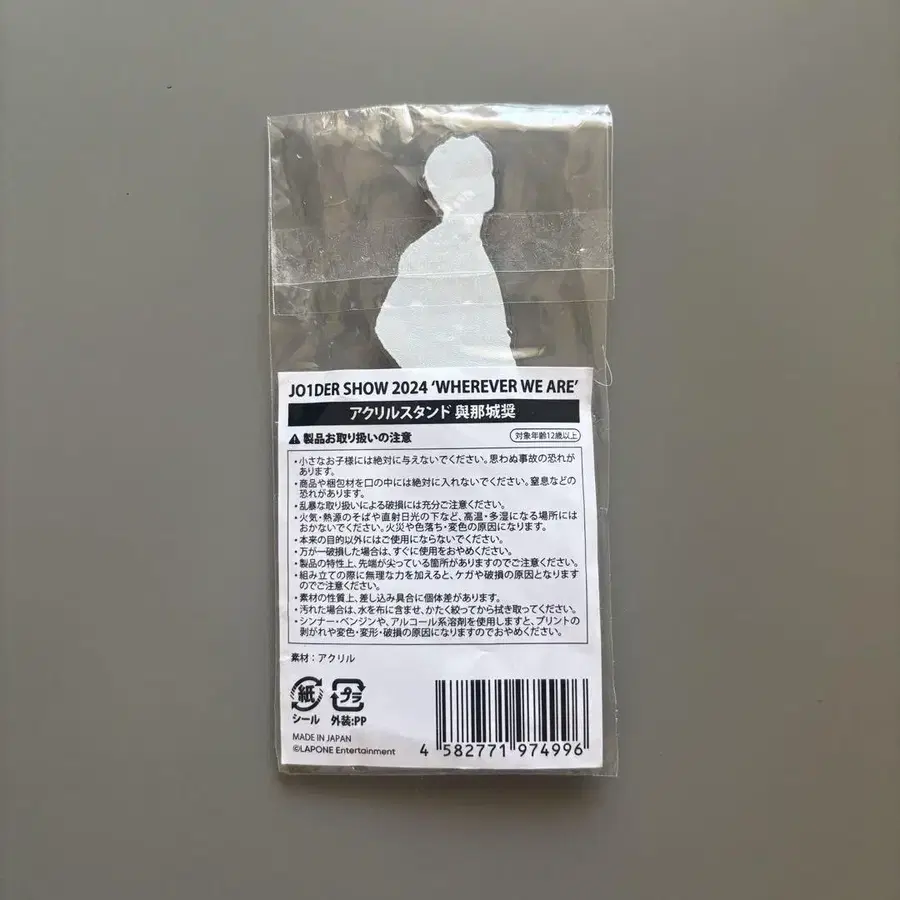 JO1DER SHOW 2024 'WHEREVER WE ARE'
アクリルスタンド 與那城奨
⚠製品お取り扱いの注意
対象年齢12歳以上
・小さなお子様には絶対に与えないでください。思わぬ事故の恐れが
あります。
・商品や梱包材を口の中には絶対に入れないでください。窒息などの
恐れがあります。
・乱暴な取り扱いによる破損には充分ご注意ください。
・火気・熱源のそばや直射日光の下など、高温・多湿になる場所には
おかないでください。火災や色落ち・変色の原因になります。
・本来の目的以外にはご使用にならないでください。
・万が一破損した場合は、すぐに使用をおやめください。
・製品の特性上、先端が尖っている箇所がありますのでご注意ください。
・組み立ての際に無理な力を加えると、ケガや破損の原因となります
のでご注意ください。
・素材の性質上、差し込み具合に個体差があります。
・汚れた場合は、水を布に含ませ、かたく絞ってから拭き取ってください。
・シンナー・ベンジンや、アルコール系溶剤を使用しますと、プリントの
剥がれや変色・変形・破損の原因になりますのでおやめください。
素材：アクリル
紙
プラ
シール
外装:PP
MADE IN JAPAN
©LAPONE Entertainment
4 582771 974996